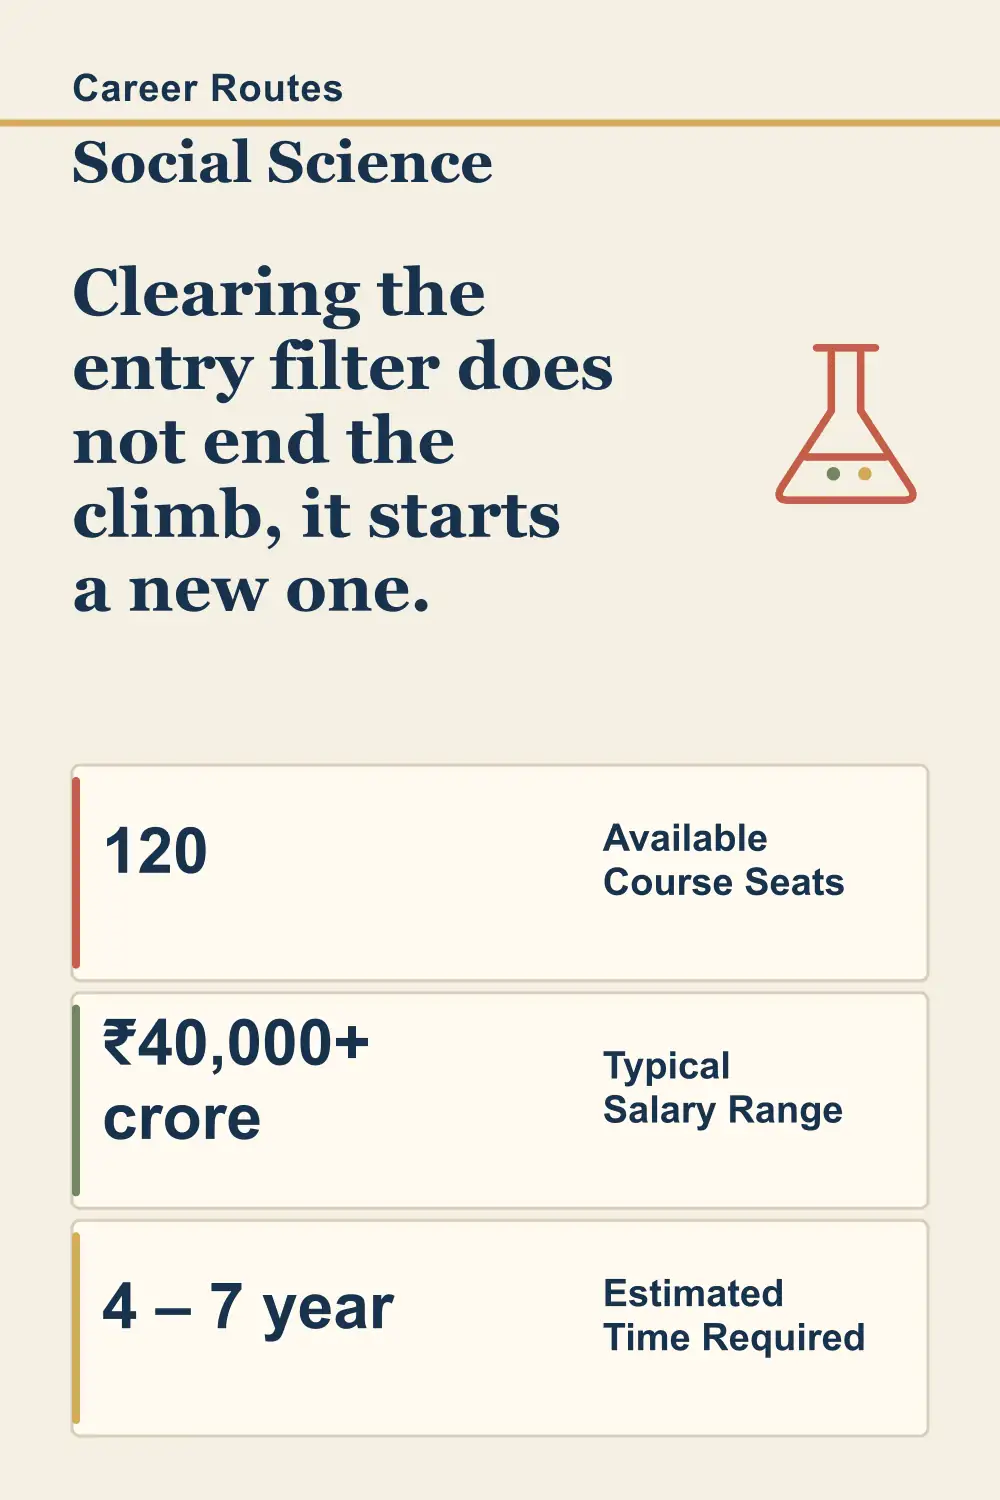 Career Routes
Social Science
Clearing the
entry filter does
not end the
climb, it starts
a new one.
120
Available
Course Seats
₹40,000+
crore
Typical
Salary Range
4 – 7 year
Estimated
Time Required